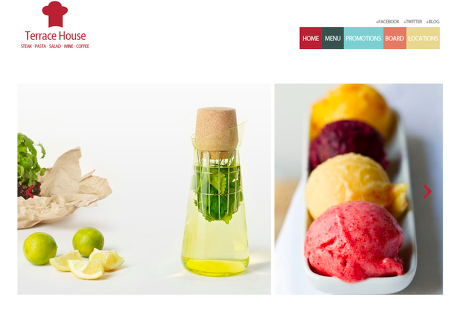 Terrace House
STEAK · PASTA · SALAD · WINE · COFFEE
+FACEBOOK +TWITTER +BLOG
HOME MENU PROMOTIONS BOARD LOCATIONS